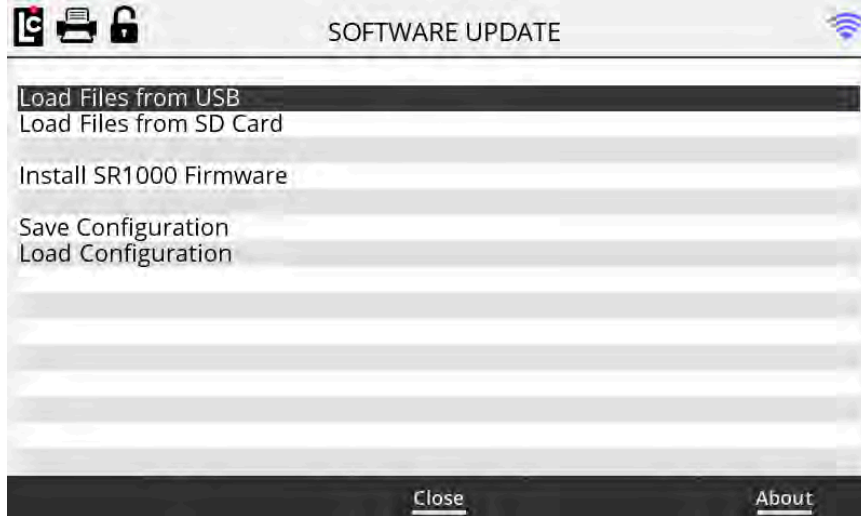 LC
SOFTWARE UPDATE
Load Files from USB
Load Files from SD Card
Install SR1000 Firmware
Save Configuration
Load Configuration
Close
About